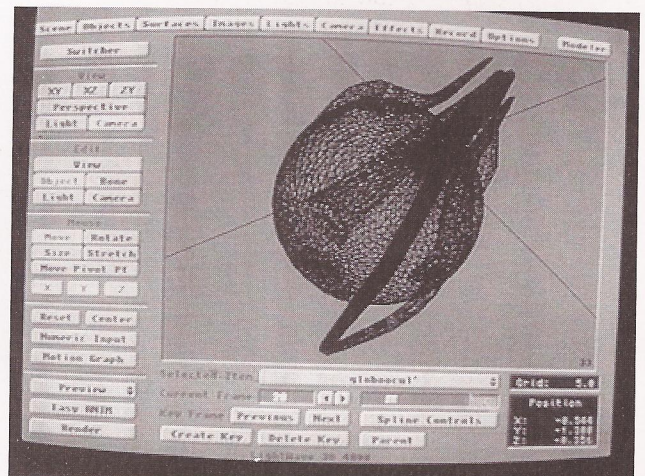 Scene Objects Surfaces Images Lights Camera Effects Record Options Modeler
Switcher
View
XY XZ ZY
Perspective
Light Camera
Edit
View
Object Bone
Light Camera
Mouse
Move Rotate
Size Stretch
Move Pivot Pt
X Y Z
Reset Center
Numeric Input
Motion Graph
Preview
Easy ANIM
Render
Selected Item
globoocul
Current Frame
Key Frame Previous Next Spline Controls
Create Key Delete Key Parent
Grid: 5.0
Position
X:
Y:
Z:
LightWave 3D